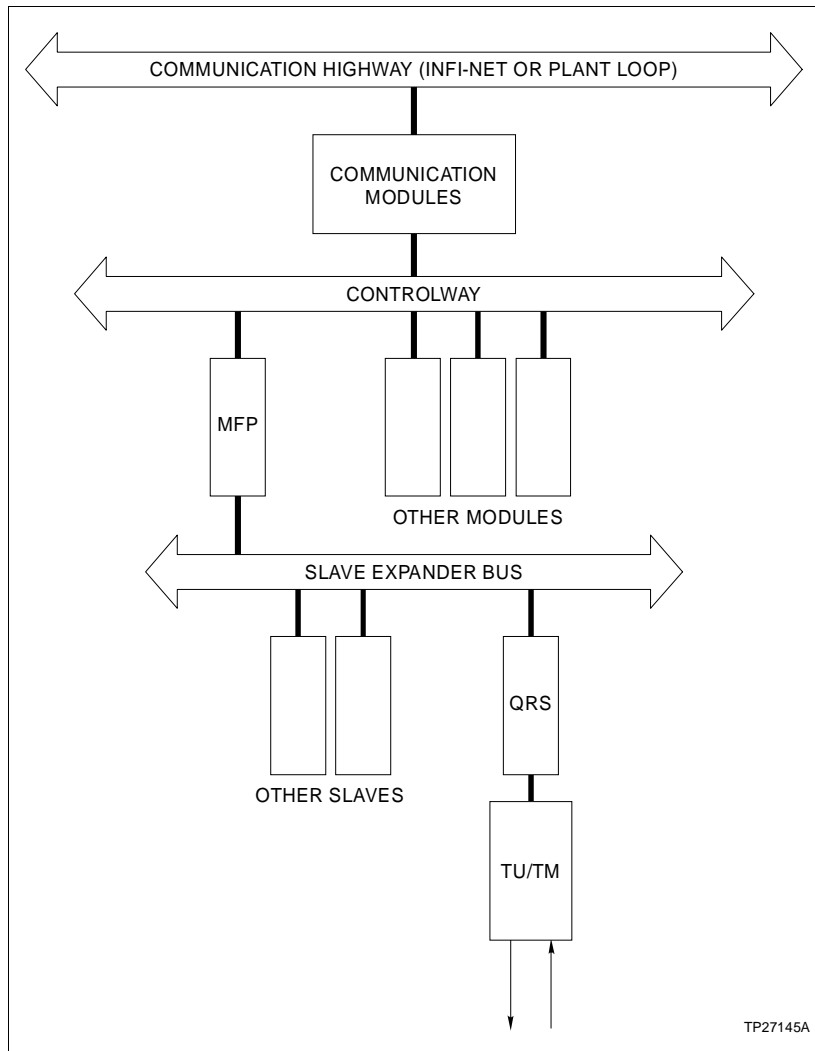 COMMUNICATION HIGHWAY (INFI-NET OR PLANT LOOP)
COMMUNICATION
MODULES
CONTROLWAY
MFP
OTHER MODULES
SLAVE EXPANDER BUS
QRS
OTHER SLAVES
TU/TM
TP27145A